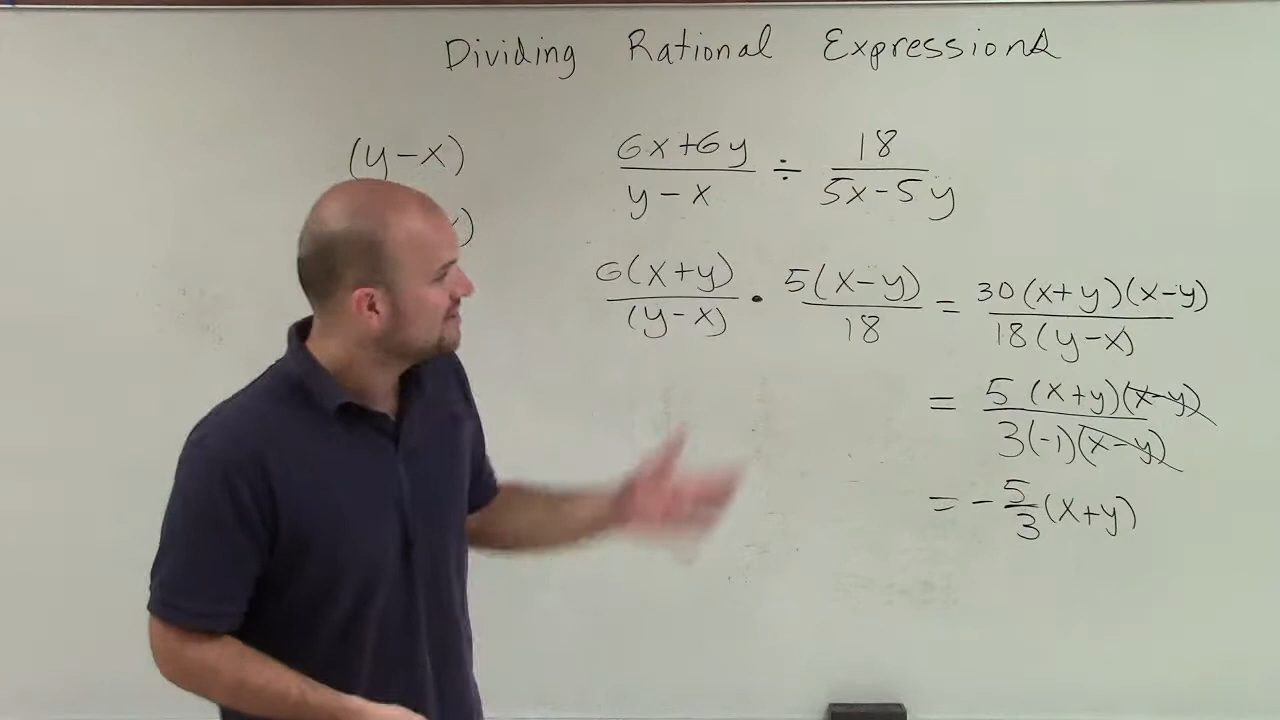 Dividing Rational Expressions
(y-x)
)
6x+6y / y-x ÷ 18 / 5x-5y
6(x+y) / (y-x) · 5(x-y) / 18 = 30(x+y)(x-y) / 18(y-x)
= 5(x+y)(x-y) / 3(-1)(x-y)
= -5/3(x+y)